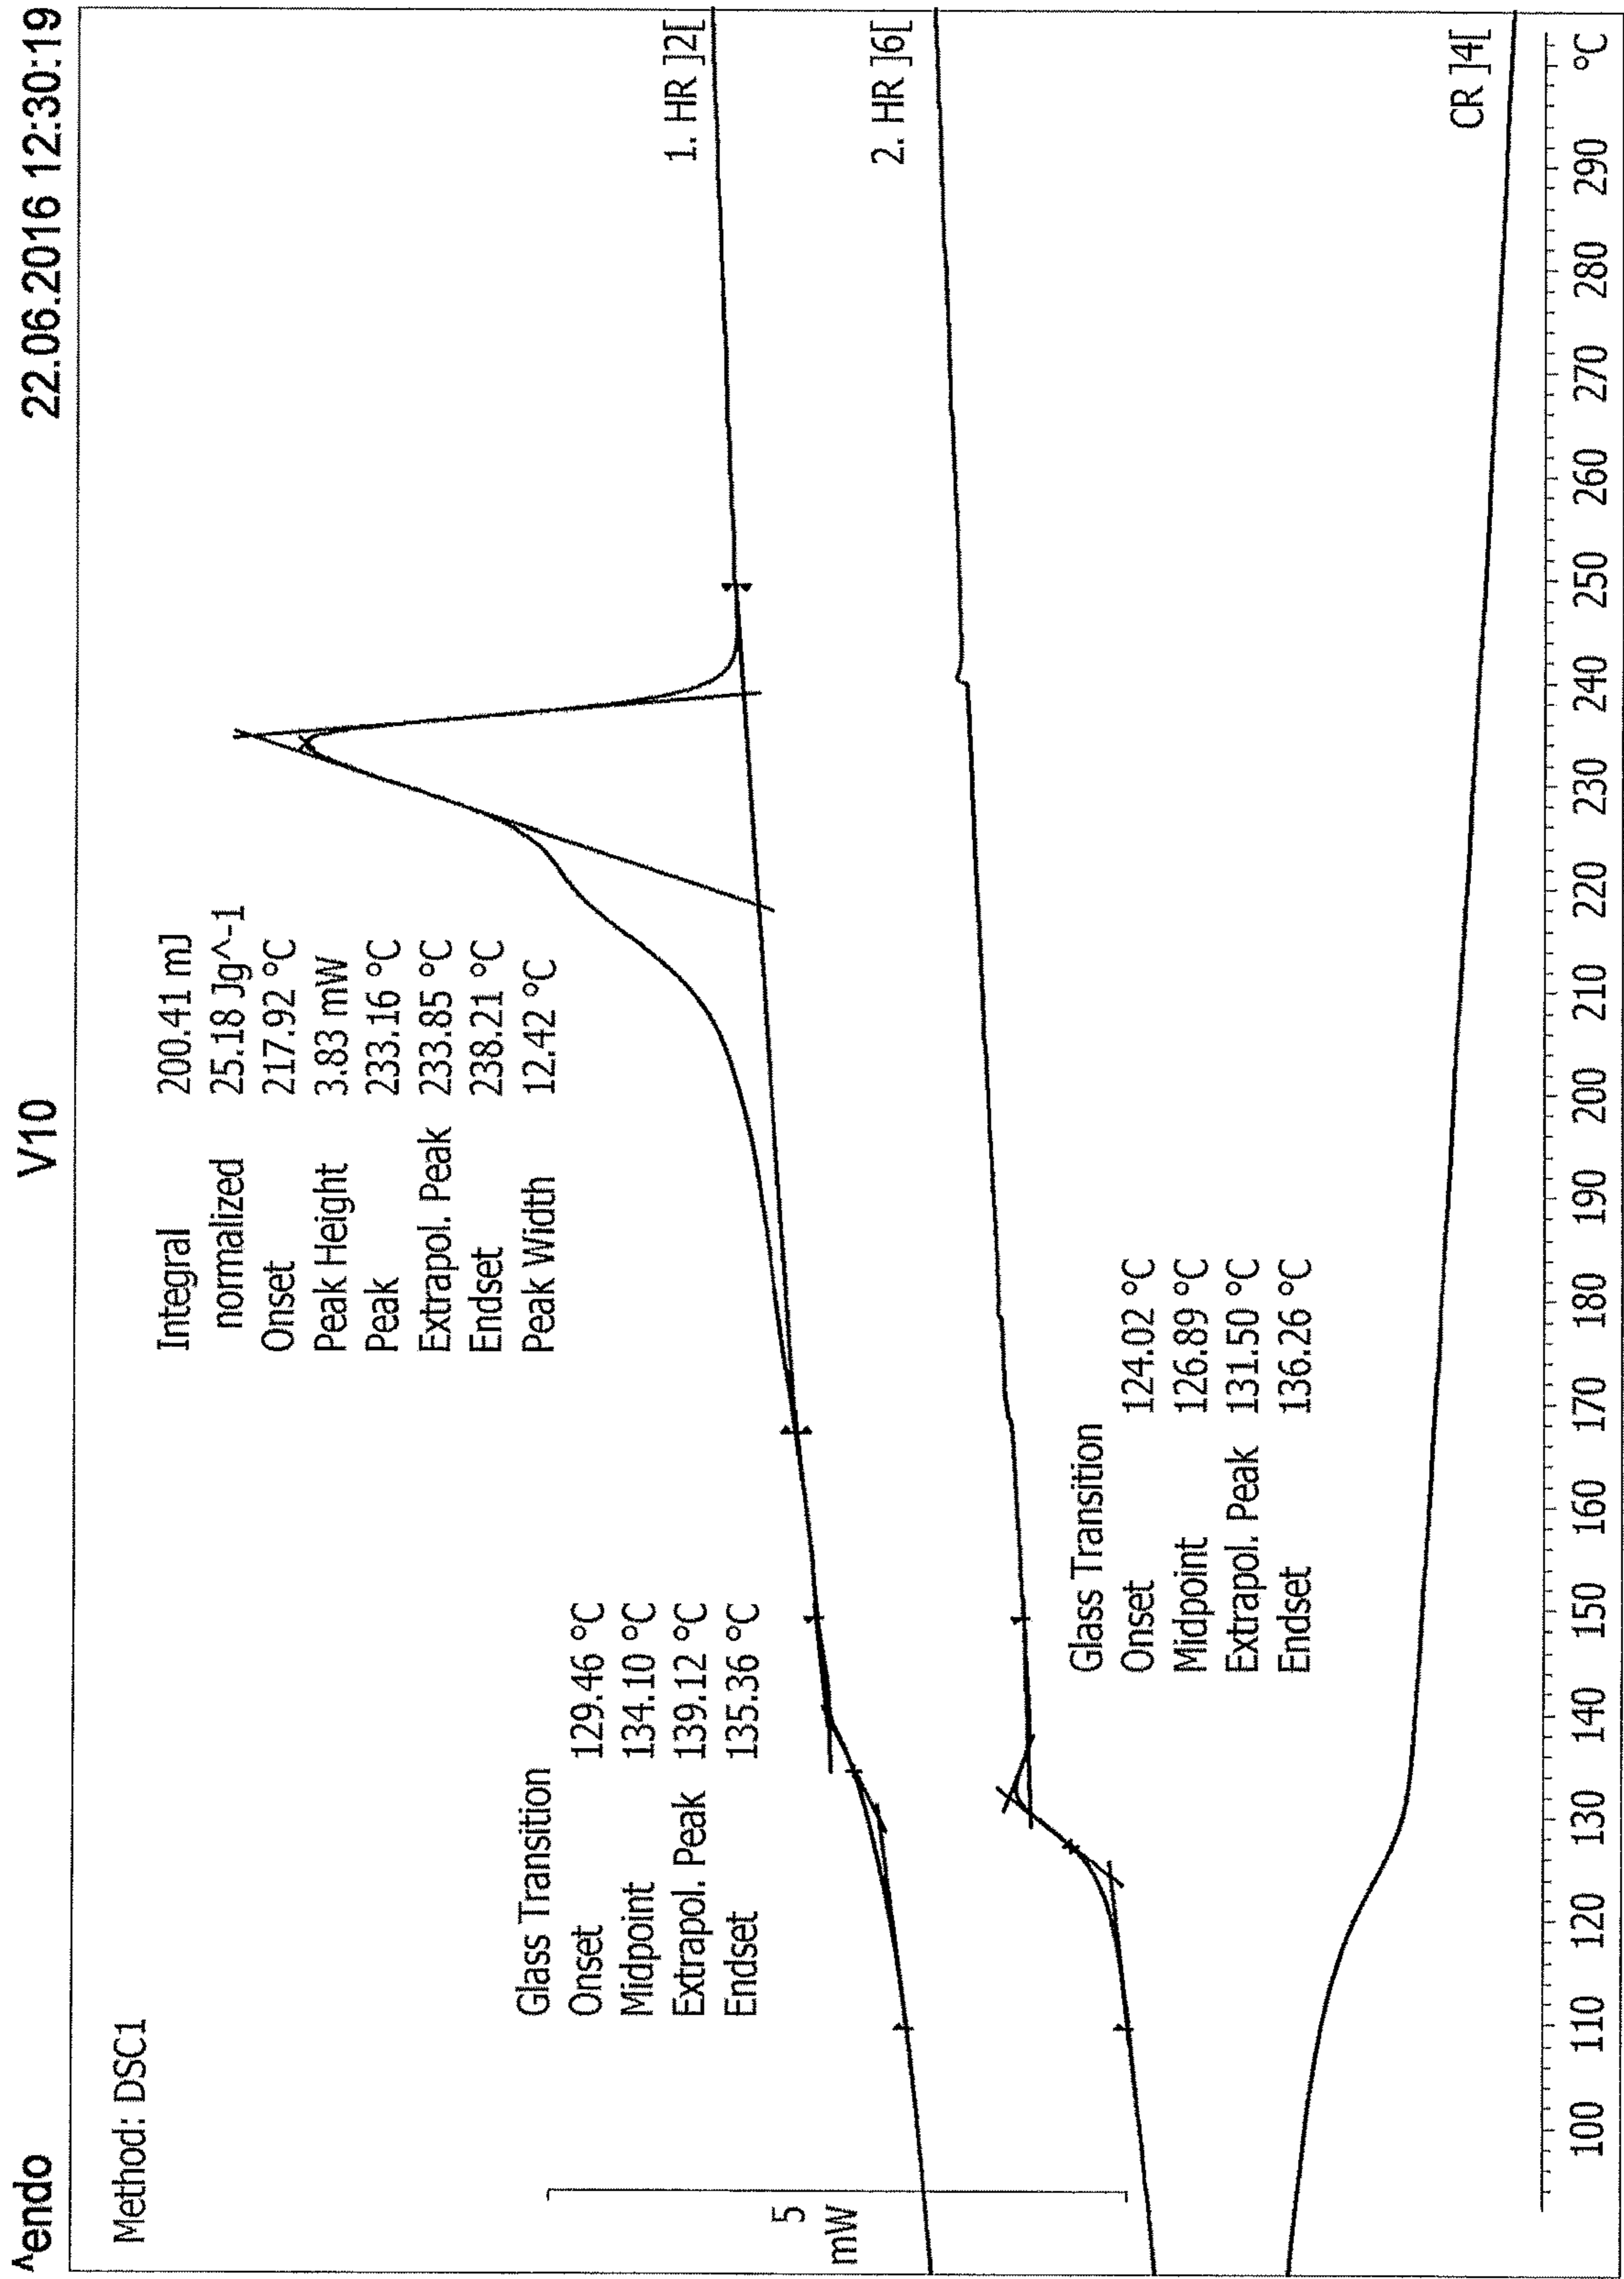 ^endo V10 22.06.2016 12:30:19
Method: DSC1
Integral 200.41 mJ
normalized 25.18 Jg^-1
Onset 217.92 °C
Peak Height 3.83 mW
Peak 233.16 °C
Extrapol. Peak 233.85 °C
Endset 238.21 °C
Peak Width 12.42 °C
Glass Transition
Onset 129.46 °C
Midpoint 134.10 °C
Extrapol. Peak 139.12 °C
Endset 135.36 °C
1. HR ]2[
5
mW
2. HR ]6[
Glass Transition
Onset 124.02 °C
Midpoint 126.89 °C
Extrapol. Peak 131.50 °C
Endset 136.26 °C
CR ]4[
100 110 120 130 140 150 160 170 180 190 200 210 220 230 240 250 260 270 280 290 °C